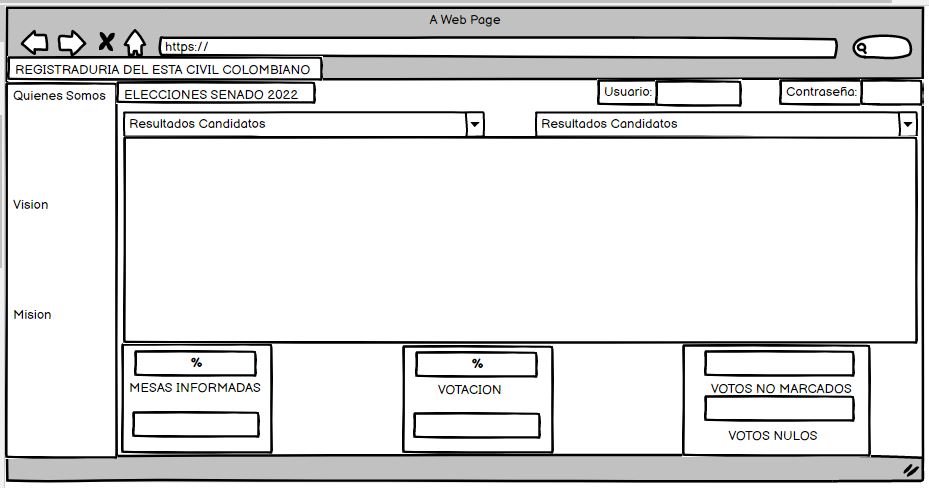 A Web Page
https://
REGISTRADURIA DEL ESTA CIVIL COLOMBIANO
Quienes Somos
ELECCIONES SENADO 2022
Usuario:
Contraseña:
Resultados Candidatos
Resultados Candidatos
Vision
Mision
%
MESAS INFORMADAS
%
VOTACION
VOTOS NO MARCADOS
VOTOS NULOS